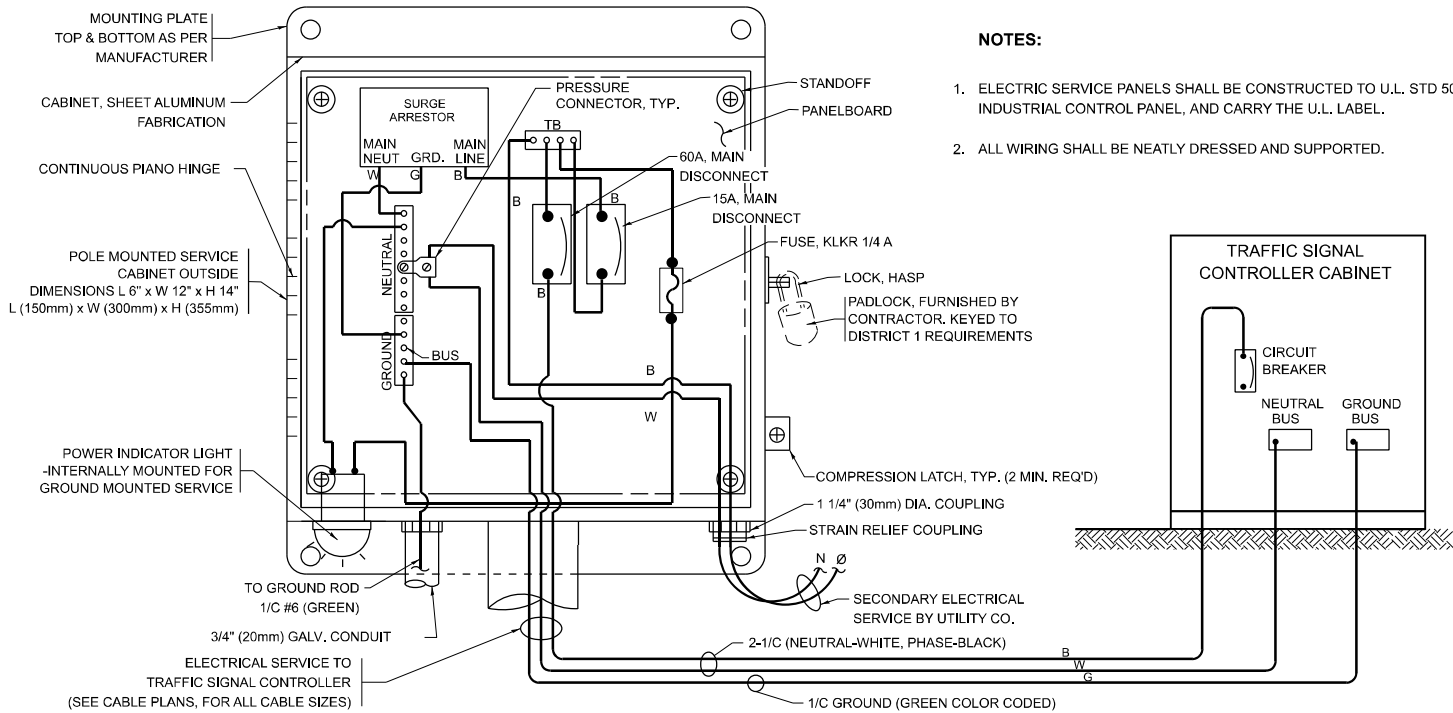 MOUNTING PLATE
TOP & BOTTOM AS PER
MANUFACTURER
CABINET, SHEET ALUMINUM
FABRICATION
CONTINUOUS PIANO HINGE
POLE MOUNTED SERVICE
CABINET OUTSIDE
DIMENSIONS L 6" x W 12" x H 14"
L (150mm) x W (300mm) x H (355mm)
POWER INDICATOR LIGHT
-INTERNALLY MOUNTED FOR
GROUND MOUNTED SERVICE
TO GROUND ROD
1/C #6 (GREEN)
3/4" (20mm) GALV. CONDUIT
ELECTRICAL SERVICE TO
TRAFFIC SIGNAL CONTROLLER
(SEE CABLE PLANS, FOR ALL CABLE SIZES)
SURGE
ARRESTOR
MAIN
NEUT
GRD.
MAIN
LINE
W
G
B
PRESSURE
CONNECTOR, TYP.
TB
NEUTRAL
GROUND
BUS
B
B
B
B
W
STANDOFF
PANELBOARD
60A, MAIN
DISCONNECT
15A, MAIN
DISCONNECT
FUSE, KLKR 1/4 A
LOCK, HASP
PADLOCK, FURNISHED BY
CONTRACTOR. KEYED TO
DISTRICT 1 REQUIREMENTS
COMPRESSION LATCH, TYP. (2 MIN. REQ'D)
1 1/4" (30mm) DIA. COUPLING
STRAIN RELIEF COUPLING
N Ø
SECONDARY ELECTRICAL
SERVICE BY UTILITY CO.
2-1/C (NEUTRAL-WHITE, PHASE-BLACK)
B
W
G
1/C GROUND (GREEN COLOR CODED)
NOTES:
1. ELECTRIC SERVICE PANELS SHALL BE CONSTRUCTED TO U.L. STD 50
INDUSTRIAL CONTROL PANEL, AND CARRY THE U.L. LABEL.
2. ALL WIRING SHALL BE NEATLY DRESSED AND SUPPORTED.
TRAFFIC SIGNAL
CONTROLLER CABINET
CIRCUIT
BREAKER
NEUTRAL
BUS
GROUND
BUS